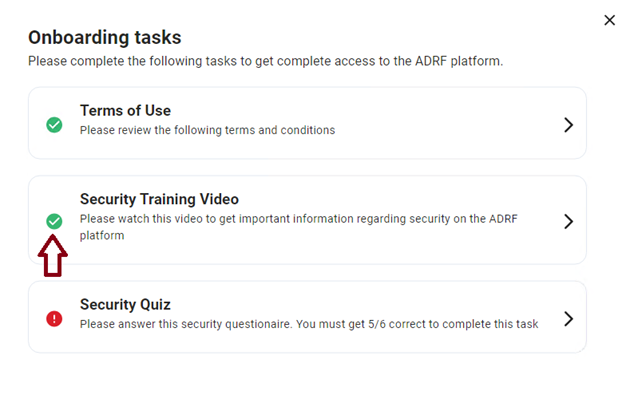 Onboarding tasks
Please complete the following tasks to get complete access to the ADRF platform.
Terms of Use
Please review the following terms and conditions
Security Training Video
Please watch this video to get important information regarding security on the ADRF
platform
Security Quiz
Please answer this security questionaire. You must get 5/6 correct to complete this task